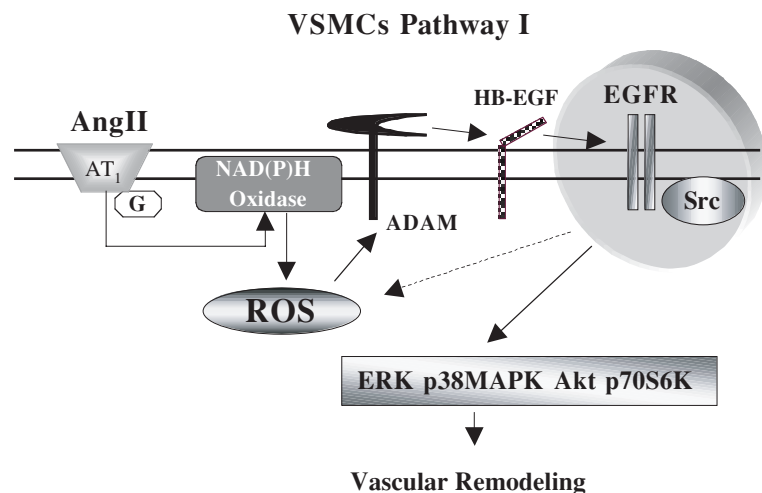 VSMCs Pathway I
AngII
AT1
G
NAD(P)H
Oxidase
ADAM
HB-EGF
EGFR
Src
ROS
ERK p38MAPK Akt p70S6K
Vascular Remodeling